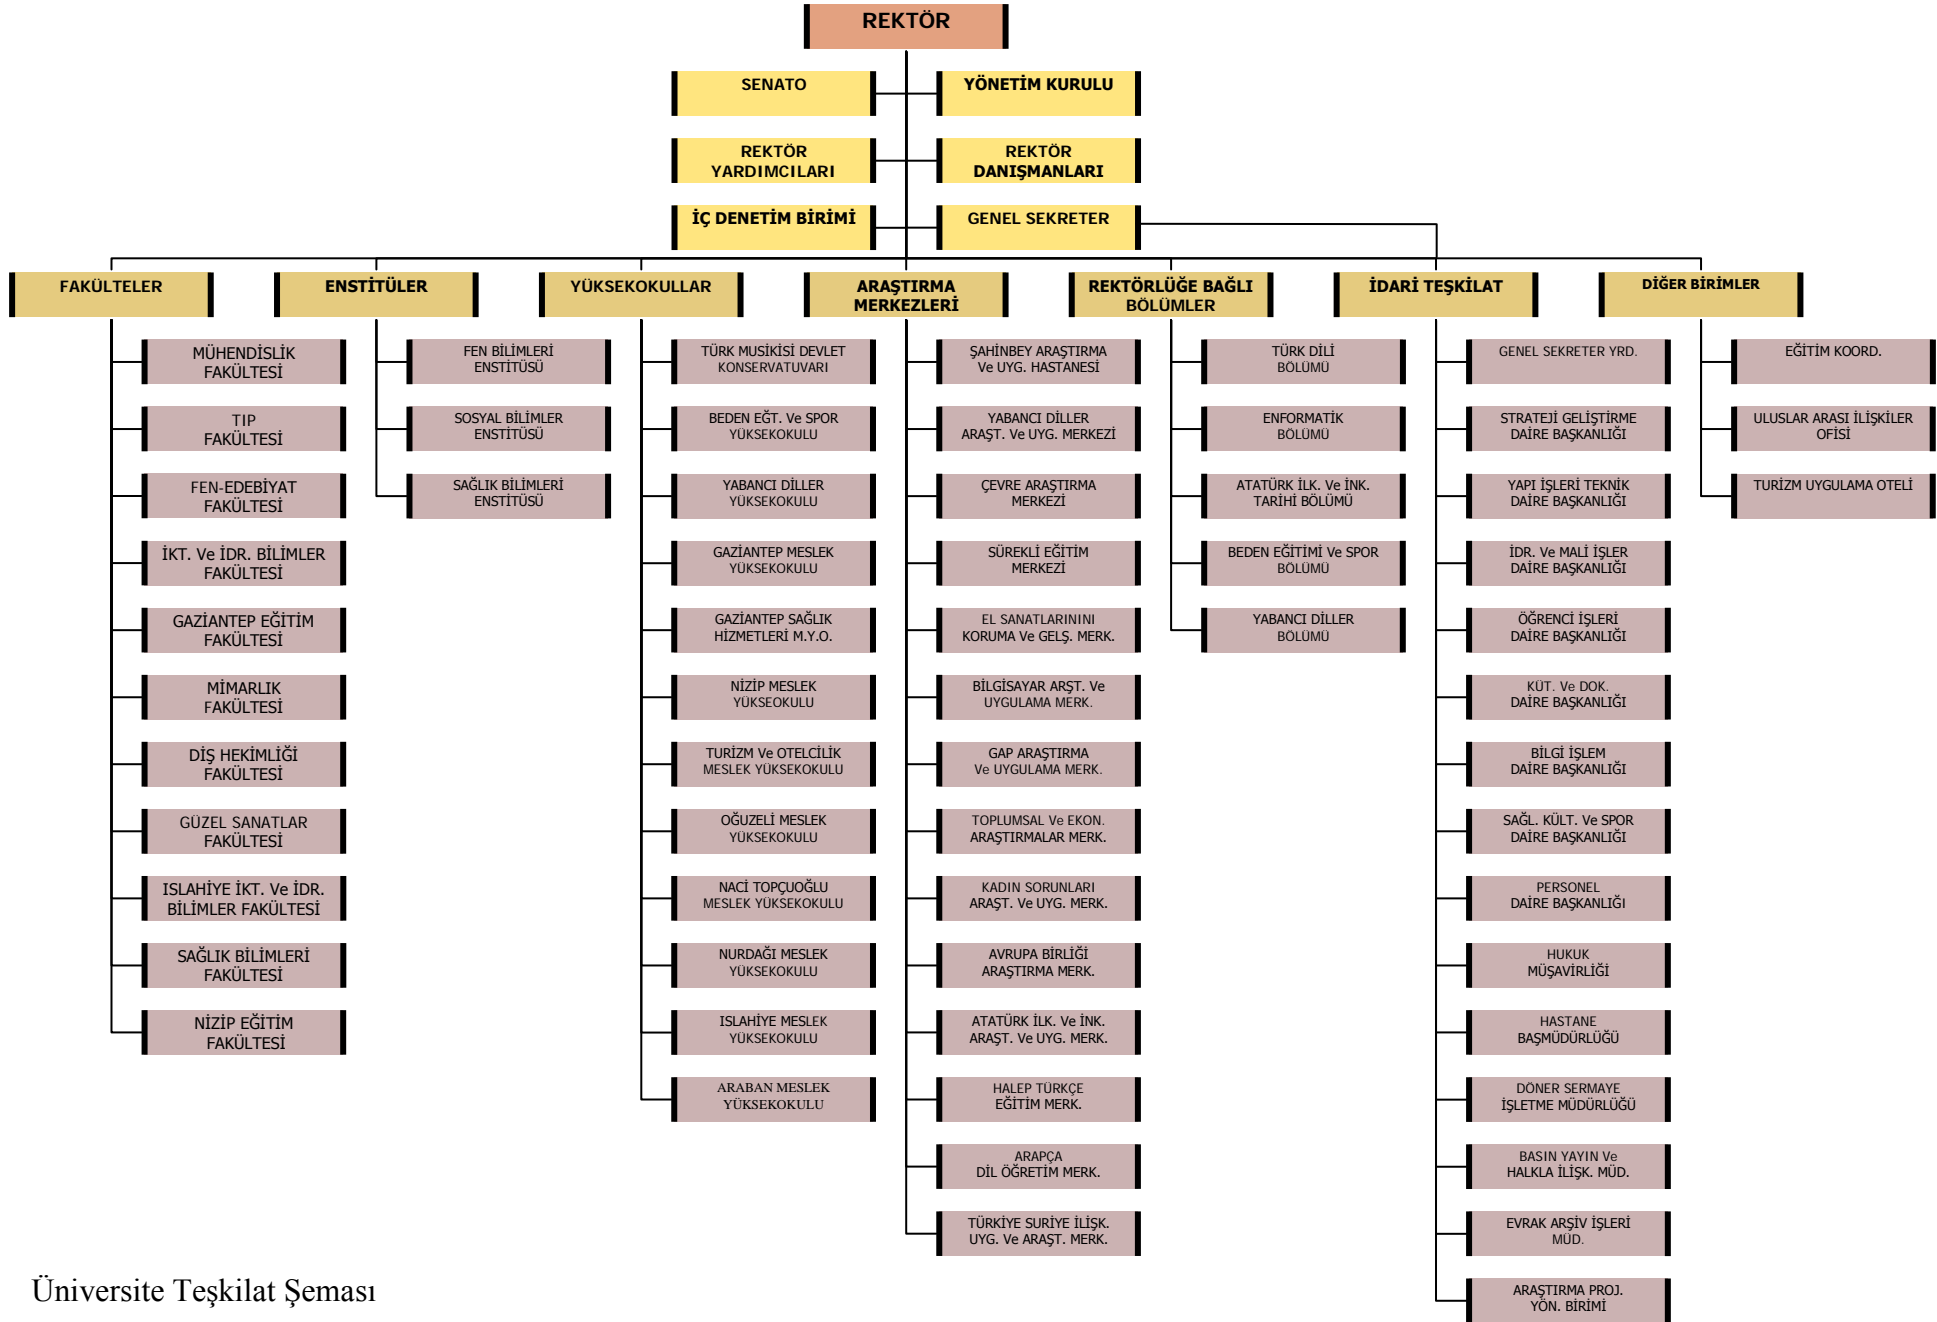 REKTÖR
SENATO
YÖNETİM KURULU
REKTÖR
YARDIMCILARI
REKTÖR
DANIŞMANLARI
İÇ DENETİM BİRİMİ
GENEL SEKRETER
FAKÜLTELER
MÜHENDİSLİK
FAKÜLTESİ
TIP
FAKÜLTESİ
FEN-EDEBİYAT
FAKÜLTESİ
İKT. Ve İDR. BİLİMLER
FAKÜLTESİ
GAZİANTEP EĞİTİM
FAKÜLTESİ
MİMARLIK
FAKÜLTESİ
DİŞ HEKİMLİĞİ
FAKÜLTESİ
GÜZEL SANATLAR
FAKÜLTESİ
ISLAHİYE İKT. Ve İDR.
BİLİMLER FAKÜLTESİ
SAĞLIK BİLİMLERİ
FAKÜLTESİ
NİZİP EĞİTİM
FAKÜLTESİ
ENSTİTÜLER
FEN BİLİMLERİ
ENSTİTÜSÜ
SOSYAL BİLİMLER
ENSTİTÜSÜ
SAĞLIK BİLİMLERİ
ENSTİTÜSÜ
YÜKSEKOKULLAR
TÜRK MUSIKİSİ DEVLET
KONSERVATUVARI
BEDEN EĞT. Ve SPOR
YÜKSEKOKULU
YABANCI DİLLER
YÜKSEKOKULU
GAZİANTEP MESLEK
YÜKSEKOKULU
GAZİANTEP SAĞLIK
HİZMETLERİ M.Y.O.
NİZİP MESLEK
YÜKSEOKULU
TURİZM Ve OTELCİLİK
MESLEK YÜKSEKOKULU
OĞUZELİ MESLEK
YÜKSEKOKULU
NACİ TOPÇUOĞLU
MESLEK YÜKSEKOKULU
NURDAĞI MESLEK
YÜKSEKOKULU
ISLAHİYE MESLEK
YÜKSEKOKULU
ARABAN MESLEK
YÜKSEKOKULU
ARAŞTIRMA
MERKEZLERİ
ŞAHİNBEY ARAŞTIRMA
Ve UYG. HASTANESİ
YABANCI DİLLER
ARAŞT. Ve UYG. MERKEZİ
ÇEVRE ARAŞTIRMA
MERKEZİ
SÜREKLİ EĞİTİM
MERKEZİ
EL SANATLARININI
KORUMA Ve GELŞ. MERK.
BİLGİSAYAR ARŞT. Ve
UYGULAMA MERK.
GAP ARAŞTIRMA
Ve UYGULAMA MERK.
TOPLUMSAL Ve EKON.
ARAŞTIRMALAR MERK.
KADIN SORUNLARI
ARAŞT. Ve UYG. MERK.
AVRUPA BİRLİĞİ
ARAŞTIRMA MERK.
ATATÜRK İLK. Ve İNK.
ARAŞT. Ve UYG. MERK.
HALEP TÜRKÇE
EĞİTİM MERK.
ARAPÇA
DİL ÖĞRETİM MERK.
TÜRKİYE SURİYE İLİŞK.
UYG. Ve ARAŞT. MERK.
REKTÖRLÜĞE BAĞLI
BÖLÜMLER
TÜRK DİLİ
BÖLÜMÜ
ENFORMATİK
BÖLÜMÜ
ATATÜRK İLK. Ve İNK.
TARİHİ BÖLÜMÜ
BEDEN EĞİTİMİ Ve SPOR
BÖLÜMÜ
YABANCI DİLLER
BÖLÜMÜ
İDARİ TEŞKİLAT
GENEL SEKRETER YRD.
STRATEJİ GELİŞTİRME
DAİRE BAŞKANLIĞI
YAPI İŞLERİ TEKNİK
DAİRE BAŞKANLIĞI
İDR. Ve MALİ İŞLER
DAİRE BAŞKANLIĞI
ÖĞRENCİ İŞLERİ
DAİRE BAŞKANLIĞI
KÜT. Ve DOK.
DAİRE BAŞKANLIĞI
BİLGİ İŞLEM
DAİRE BAŞKANLIĞI
SAĞL. KÜLT. Ve SPOR
DAİRE BAŞKANLIĞI
PERSONEL
DAİRE BAŞKANLIĞI
HUKUK
MÜŞAVİRLİĞİ
HASTANE
BAŞMÜDÜRLÜĞÜ
DÖNER SERMAYE
İŞLETME MÜDÜRLÜĞÜ
BASIN YAYIN Ve
HALKLA İLİŞK. MÜD.
EVRAK ARŞİV İŞLERİ
MÜD.
ARAŞTIRMA PROJ.
YÖN. BİRİMİ
DİĞER BİRİMLER
EĞİTİM KOORD.
ULUSLAR ARASI İLİŞKİLER
OFİSİ
TURİZM UYGULAMA OTELİ
Üniversite Teşkilat Şeması